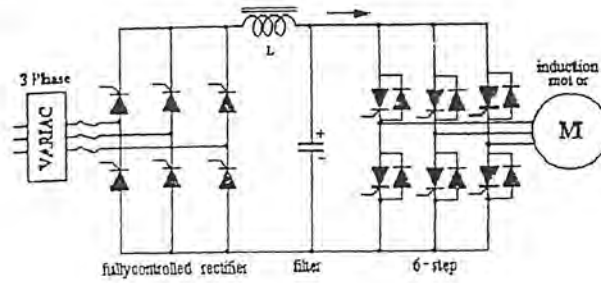 3 Phase
VARIAC
L
+
-
induction
motor
M
fullycontrolled rectifier
filter
6-step